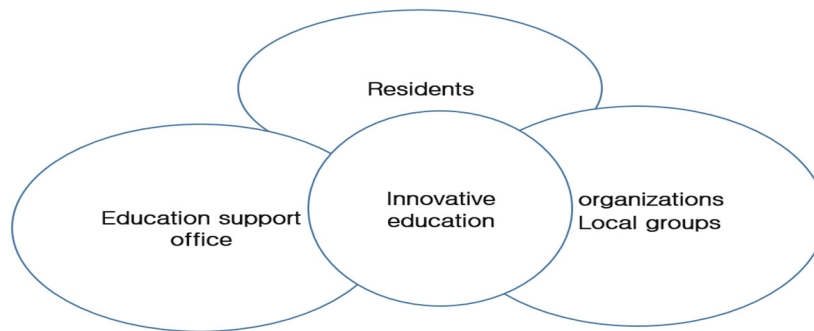 Residents
Education support
office
Innovative
education
organizations
Local groups